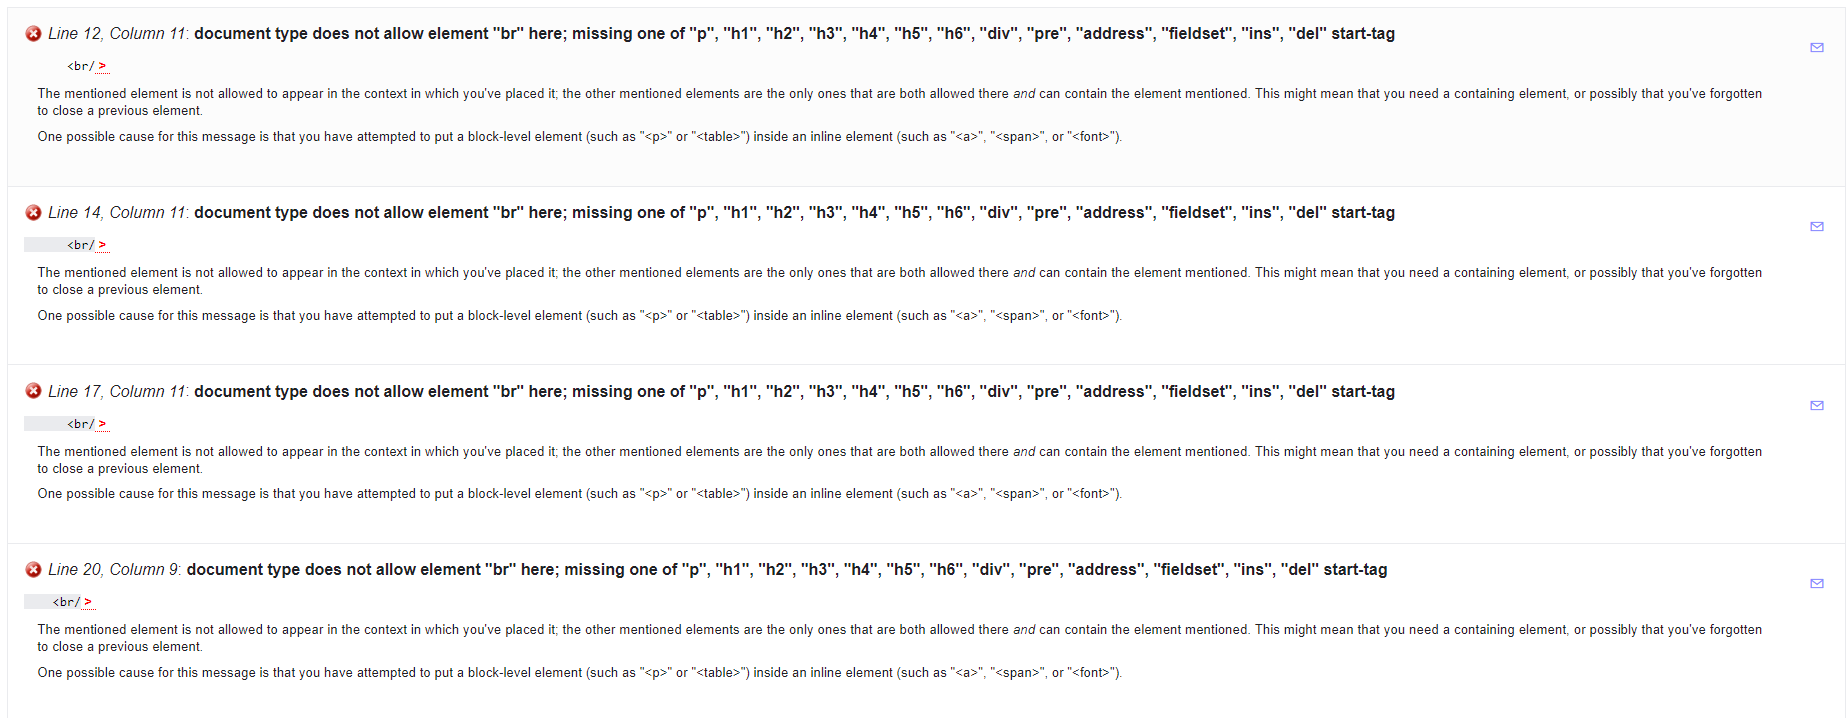 Line 12, Column 11: document type does not allow element "br" here; missing one of "p", "h1", "h2", "h3", "h4", "h5", "h6", "div", "pre", "address", "fieldset", "ins", "del" start-tag
<br/>
The mentioned element is not allowed to appear in the context in which you've placed it; the other mentioned elements are the only ones that are both allowed there and can contain the element mentioned. This might mean that you need a containing element, or possibly that you've forgotten
to close a previous element.
One possible cause for this message is that you have attempted to put a block-level element (such as "<p>" or "<table>") inside an inline element (such as "<a>", "<span>", or "<font>").
Line 14, Column 11: document type does not allow element "br" here; missing one of "p", "h1", "h2", "h3", "h4", "h5", "h6", "div", "pre", "address", "fieldset", "ins", "del" start-tag
<br/>
The mentioned element is not allowed to appear in the context in which you've placed it; the other mentioned elements are the only ones that are both allowed there and can contain the element mentioned. This might mean that you need a containing element, or possibly that you've forgotten
to close a previous element.
One possible cause for this message is that you have attempted to put a block-level element (such as "<p>" or "<table>") inside an inline element (such as "<a>", "<span>", or "<font>").
Line 17, Column 11: document type does not allow element "br" here; missing one of "p", "h1", "h2", "h3", "h4", "h5", "h6", "div", "pre", "address", "fieldset", "ins", "del" start-tag
<br/>
The mentioned element is not allowed to appear in the context in which you've placed it; the other mentioned elements are the only ones that are both allowed there and can contain the element mentioned. This might mean that you need a containing element, or possibly that you've forgotten
to close a previous element.
One possible cause for this message is that you have attempted to put a block-level element (such as "<p>" or "<table>") inside an inline element (such as "<a>", "<span>", or "<font>").
Line 20, Column 9: document type does not allow element "br" here; missing one of "p", "h1", "h2", "h3", "h4", "h5", "h6", "div", "pre", "address", "fieldset", "ins", "del" start-tag
<br/>
The mentioned element is not allowed to appear in the context in which you've placed it; the other mentioned elements are the only ones that are both allowed there and can contain the element mentioned. This might mean that you need a containing element, or possibly that you've forgotten
to close a previous element.
One possible cause for this message is that you have attempted to put a block-level element (such as "<p>" or "<table>") inside an inline element (such as "<a>", "<span>", or "<font>").